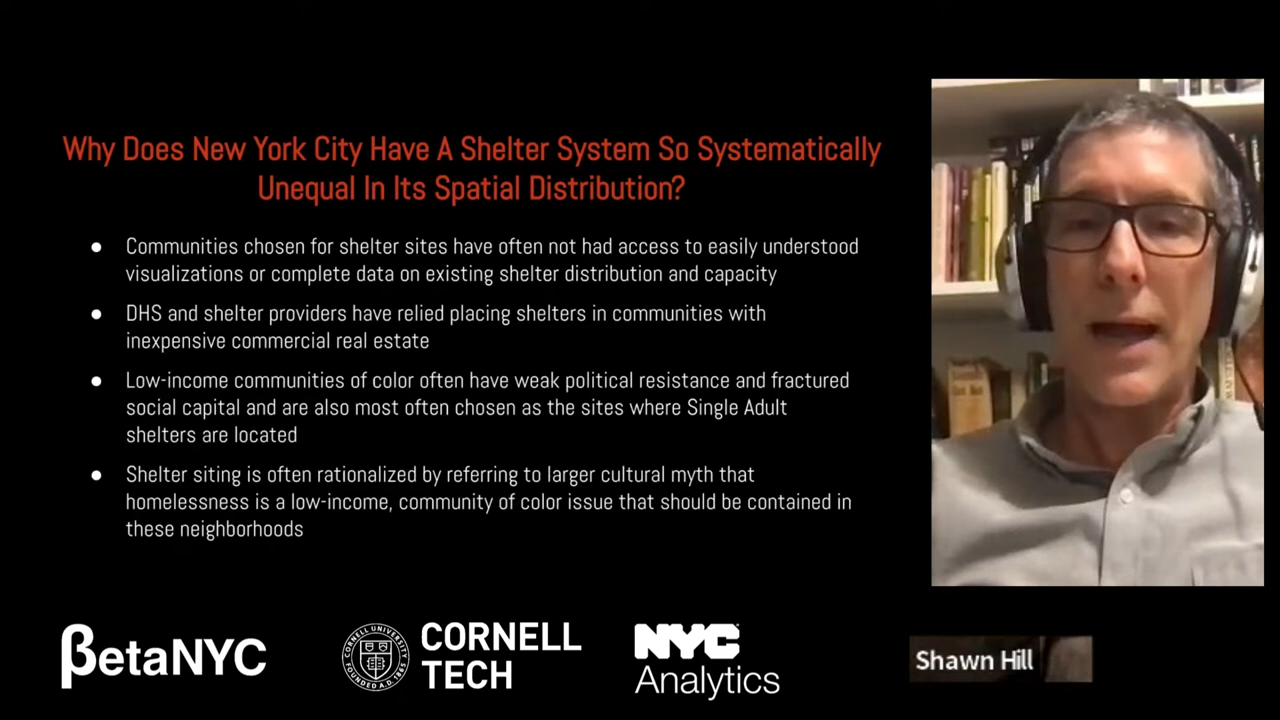 Why Does New York City Have A Shelter System So Systematically
Unequal In Its Spatial Distribution?
● Communities chosen for shelter sites have often not had access to easily understood
visualizations or complete data on existing shelter distribution and capacity
● DHS and shelter providers have relied placing shelters in communities with
inexpensive commercial real estate
● Low-income communities of color often have weak political resistance and fractured
social capital and are also most often chosen as the sites where Single Adult
shelters are located
● Shelter siting is often rationalized by referring to larger cultural myth that
homelessness is a low-income, community of color issue that should be contained in
these neighborhoods
βetaNYC
CORNELL UNIVERSITY
FOUNDED A.D. 1865
CORNELL
TECH
NYC
Analytics
Shawn Hill